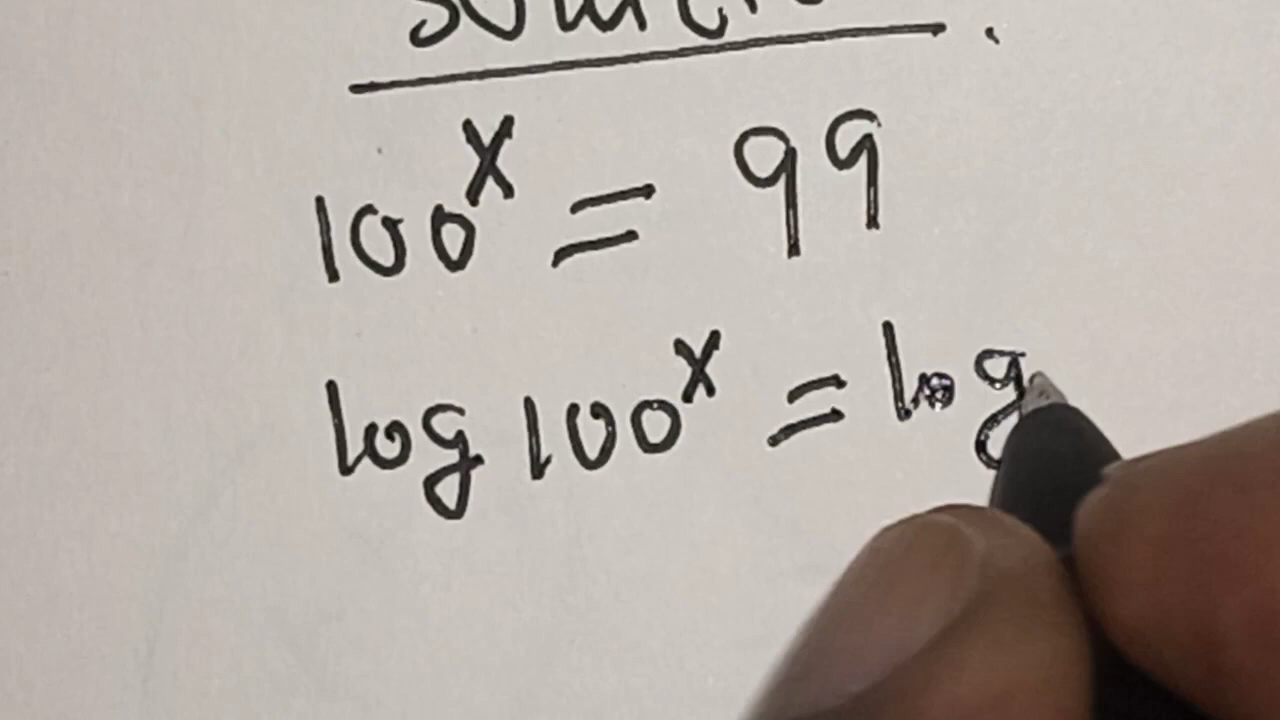 100^x = 99
log 100^x = log